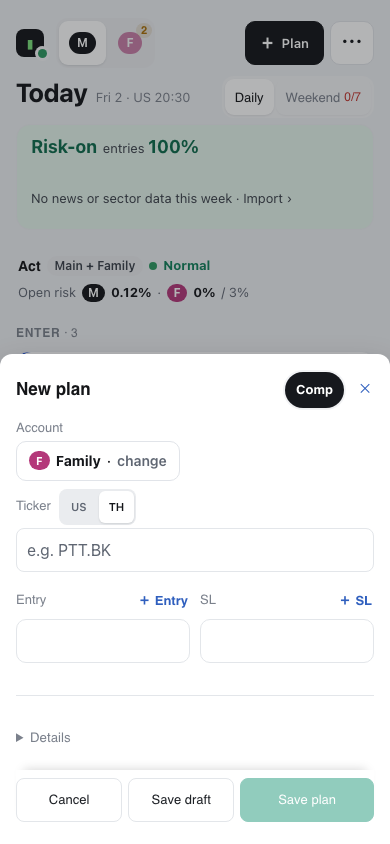 M F 2 + Plan •••
Today Fri 2 · US 20:30 Daily Weekend 0/7
Risk-on entries 100%
No news or sector data this week · Import ›
Act Main + Family Normal
Open risk M 0.12% · F 0% / 3%
ENTER · 3
New plan Comp ×
Account
F Family · change
Ticker US TH
e.g. PTT.BK
Entry + Entry SL + SL
Details
Cancel Save draft Save plan